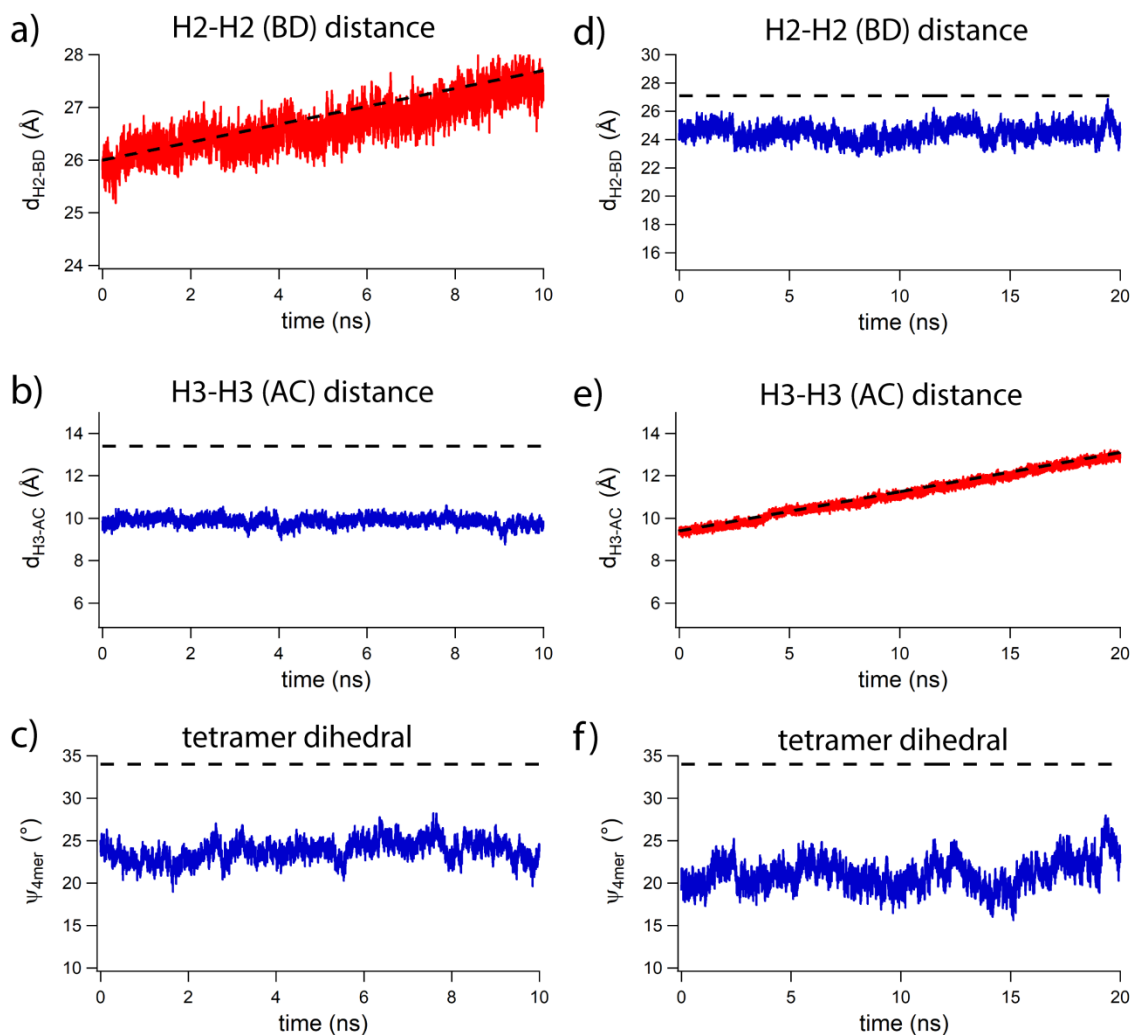 a)
H2-H2 (BD) distance
28
27
26
25
24
d_H2-BD (Å)
0 2 4 6 8 10
time (ns)
d)
H2-H2 (BD) distance
30
28
26
24
22
20
18
16
d_H2-BD (Å)
0 5 10 15 20
time (ns)
b)
H3-H3 (AC) distance
14
12
10
8
6
d_H3-AC (Å)
0 2 4 6 8 10
time (ns)
e)
H3-H3 (AC) distance
14
12
10
8
6
d_H3-AC (Å)
0 5 10 15 20
time (ns)
c)
tetramer dihedral
35
30
25
20
15
10
Ψ_4mer (°)
0 2 4 6 8 10
time (ns)
f)
tetramer dihedral
35
30
25
20
15
10
Ψ_4mer (°)
0 5 10 15 20
time (ns)